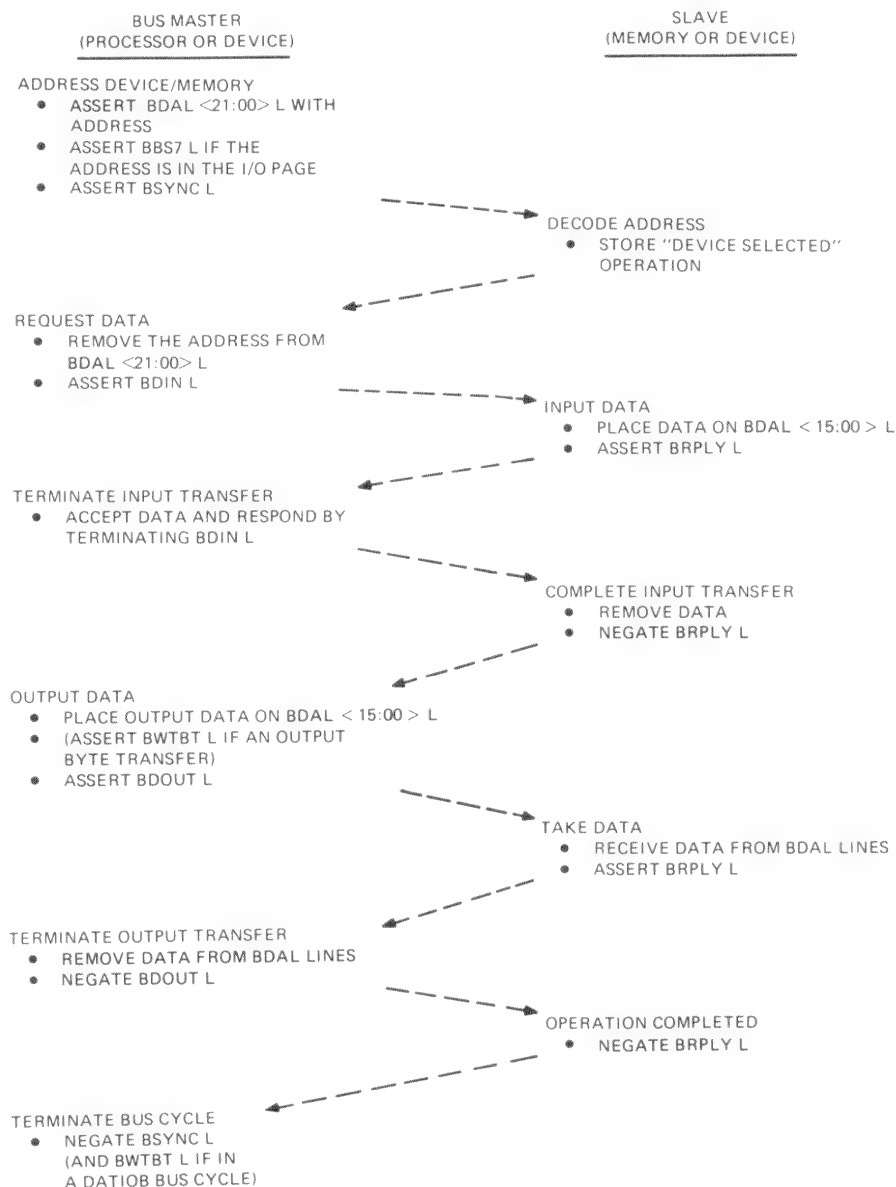 BUS MASTER
(PROCESSOR OR DEVICE)
SLAVE
(MEMORY OR DEVICE)
ADDRESS DEVICE/MEMORY
• ASSERT BDAL <21:00> L WITH
ADDRESS
• ASSERT BBS7 L IF THE
ADDRESS IS IN THE I/O PAGE
• ASSERT BSYNC L
DECODE ADDRESS
• STORE "DEVICE SELECTED"
OPERATION
REQUEST DATA
• REMOVE THE ADDRESS FROM
BDAL <21:00> L
• ASSERT BDIN L
INPUT DATA
• PLACE DATA ON BDAL < 15:00 > L
• ASSERT BRPLY L
TERMINATE INPUT TRANSFER
• ACCEPT DATA AND RESPOND BY
TERMINATING BDIN L
COMPLETE INPUT TRANSFER
• REMOVE DATA
• NEGATE BRPLY L
OUTPUT DATA
• PLACE OUTPUT DATA ON BDAL < 15:00 > L
• (ASSERT BWTBT L IF AN OUTPUT
BYTE TRANSFER)
• ASSERT BDOUT L
TAKE DATA
• RECEIVE DATA FROM BDAL LINES
• ASSERT BRPLY L
TERMINATE OUTPUT TRANSFER
• REMOVE DATA FROM BDAL LINES
• NEGATE BDOUT L
OPERATION COMPLETED
• NEGATE BRPLY L
TERMINATE BUS CYCLE
• NEGATE BSYNC L
(AND BWTBT L IF IN
A DATIOB BUS CYCLE)